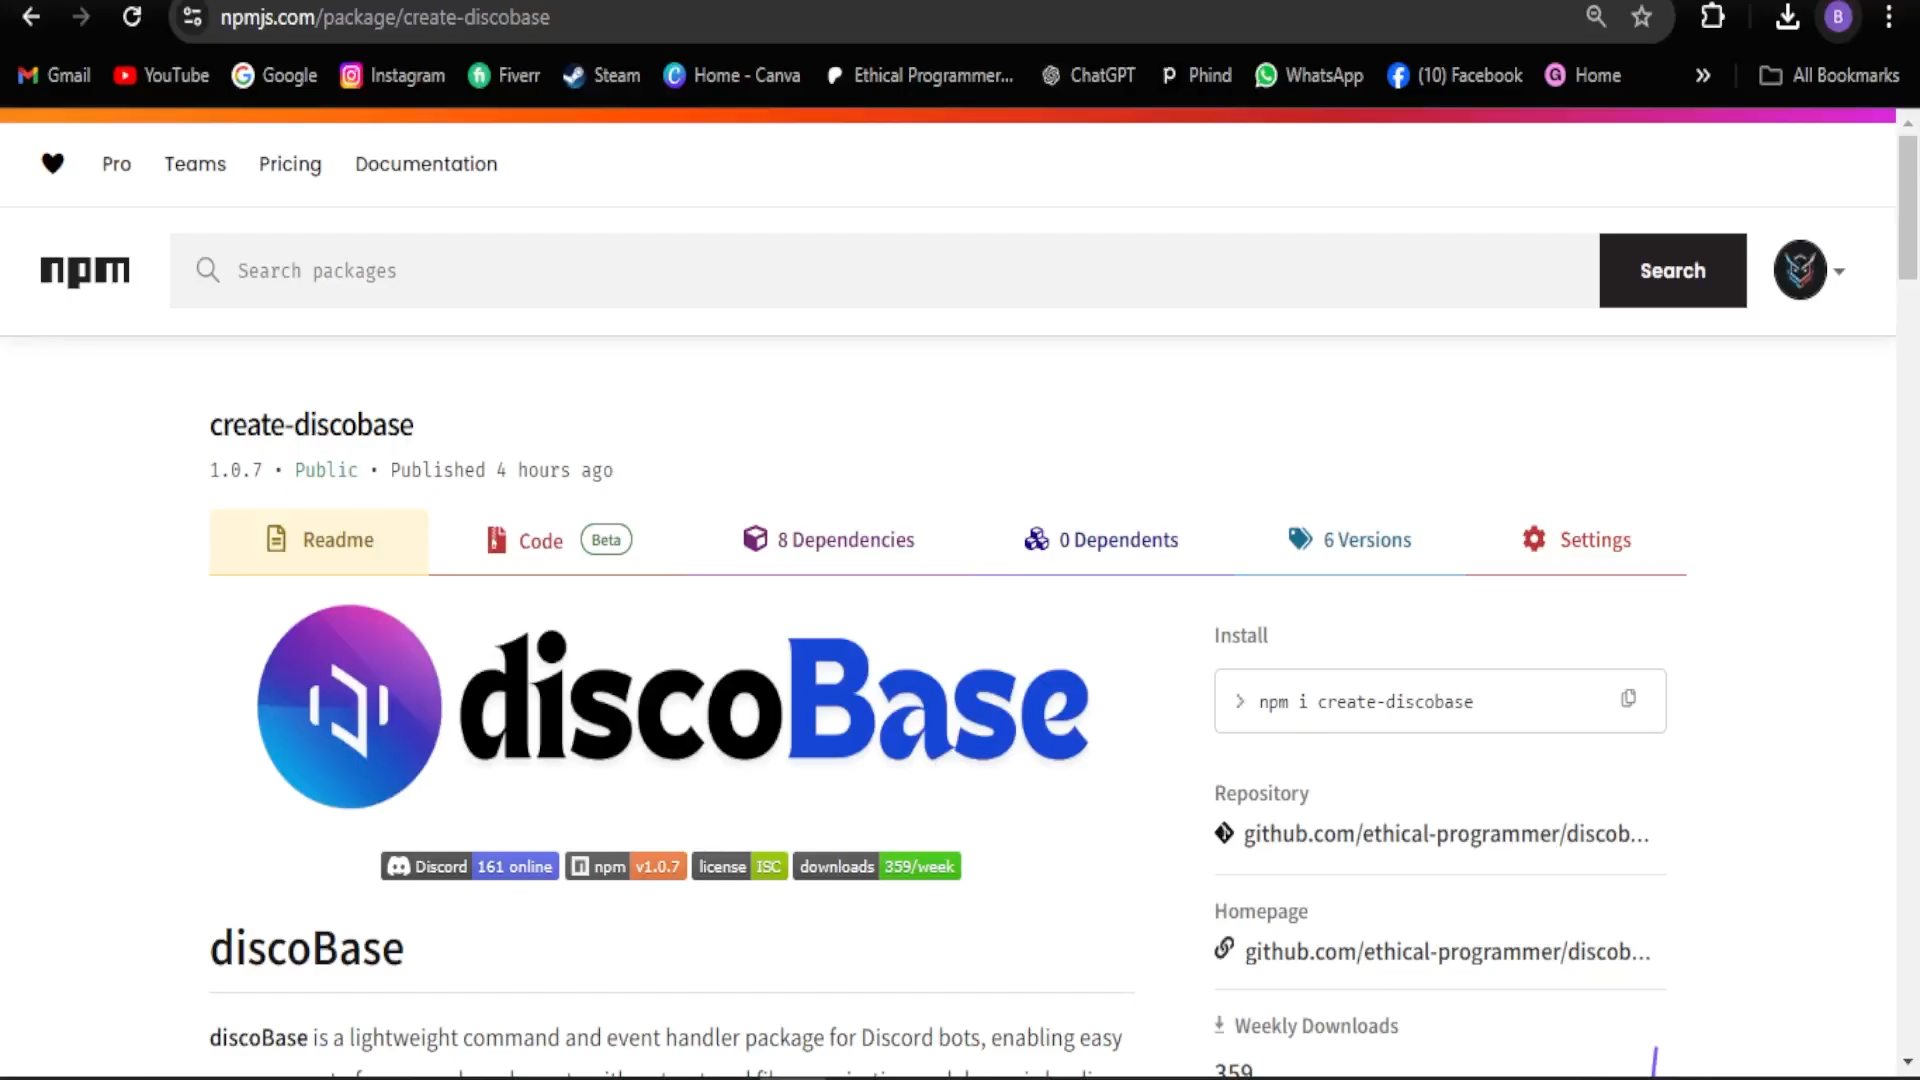 npmjs.com/package/create-discobase
B
Gmail YouTube Google Instagram Fiverr Steam Home - Canva Ethical Programmer... ChatGPT Phind WhatsApp (10) Facebook Home » All Bookmarks
Pro Teams Pricing Documentation
npm Search packages Search
create-discobase
1.0.7 • Public • Published 4 hours ago
Readme Code Beta 8 Dependencies 0 Dependents 6 Versions Settings
discoBase
Discord 161 online npm v1.0.7 license ISC downloads 359/week
discoBase
discoBase is a lightweight command and event handler package for Discord bots, enabling easy
Install
> npm i create-discobase
Repository
github.com/ethical-programmer/discob...
Homepage
github.com/ethical-programmer/discob...
Weekly Downloads
359